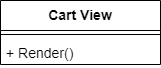 Cart View
+ Render()